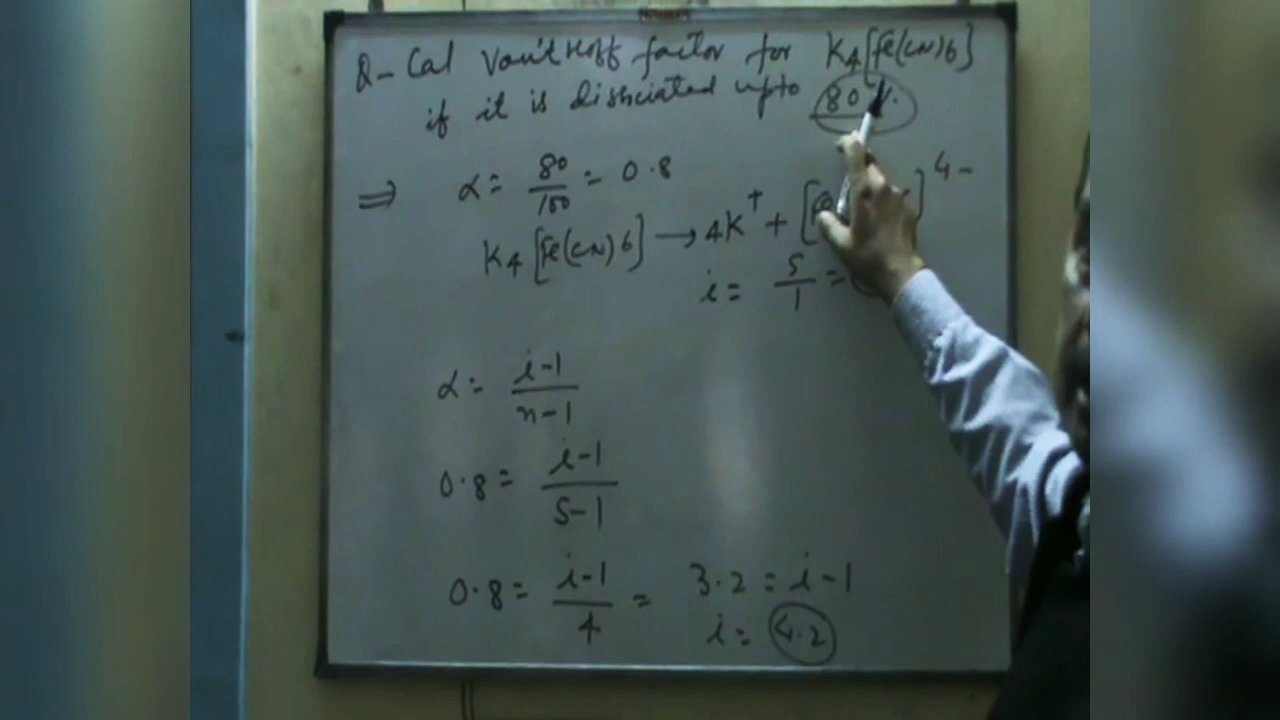 Q- Cal Van't Hoff factor for K4[Fe(CN)6]
if it is dissciated upto 80 %.
⇒ α = 80/100 = 0.8
K4[Fe(CN)6] → 4K+ + [ ]4-
i = 5/1 =
α = i-1/n-1
0.8 = i-1/5-1
0.8 = i-1/4 = 3.2 = i-1
i = 4.2